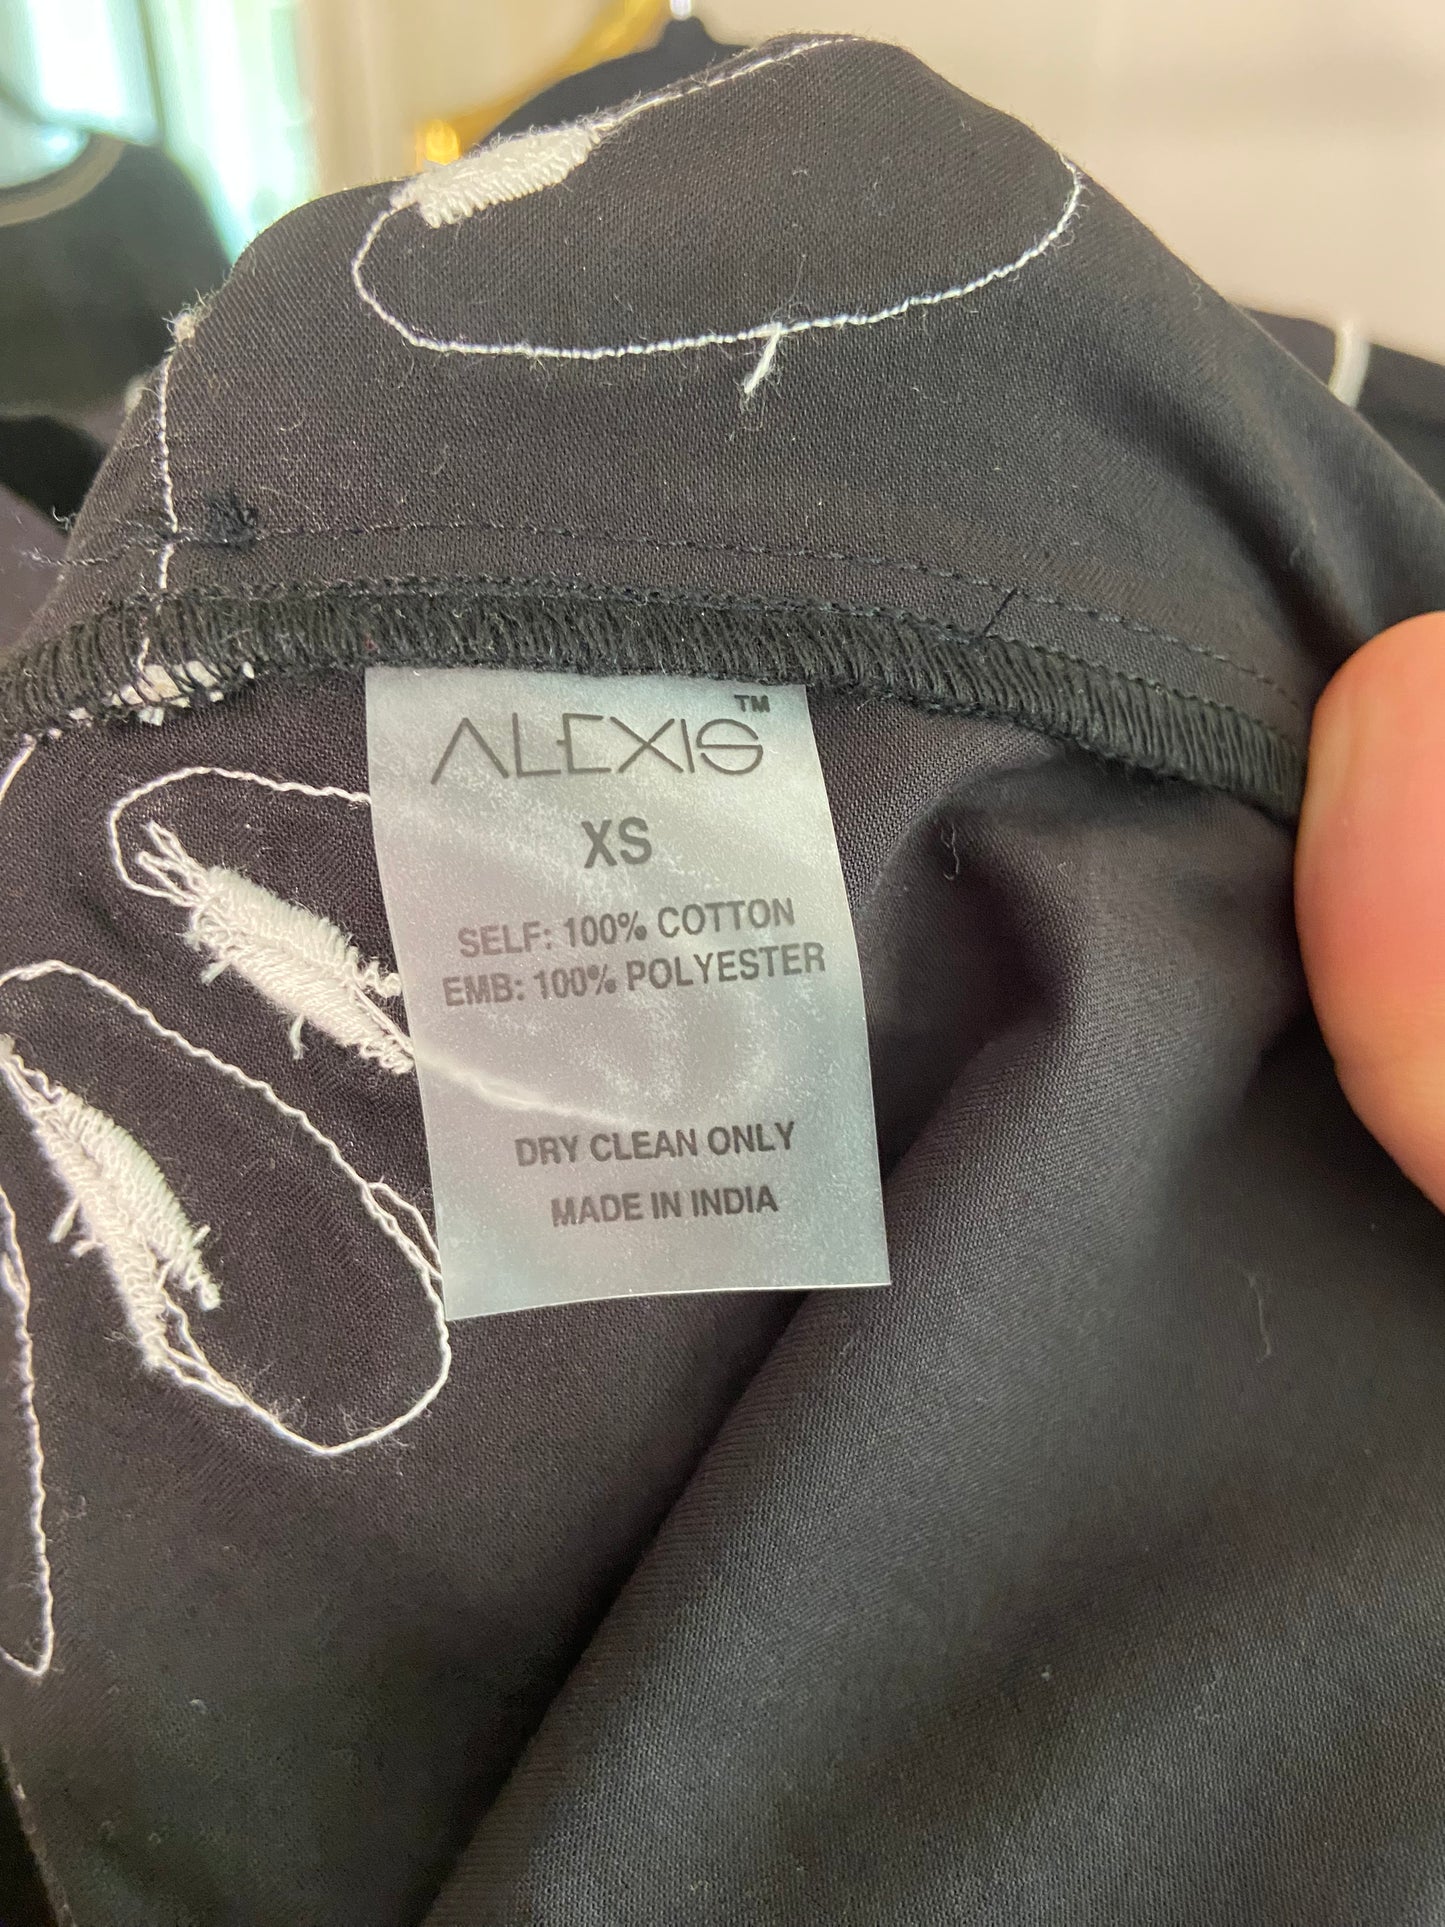 ALEXIS™
XS
SELF: 100% COTTON
EMB: 100% POLYESTER
DRY CLEAN ONLY
MADE IN INDIA